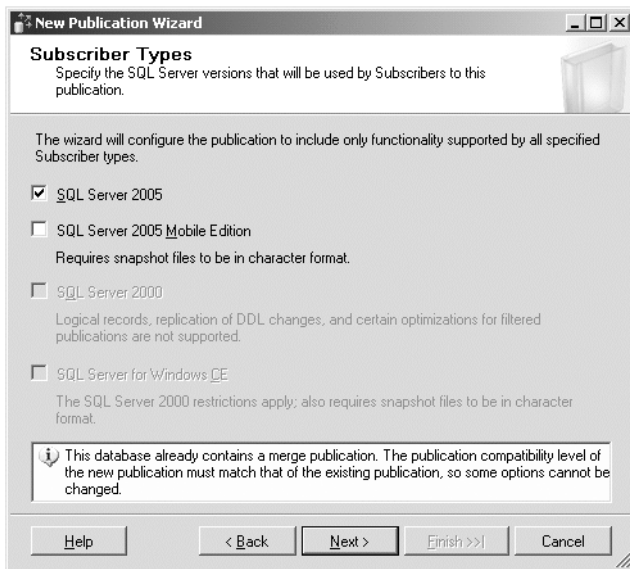 New Publication Wizard
Subscriber Types
Specify the SQL Server versions that will be used by Subscribers to this
publication.
The wizard will configure the publication to include only functionality supported by all specified
Subscriber types.
SQL Server 2005
SQL Server 2005 Mobile Edition
Requires snapshot files to be in character format.
SQL Server 2000
Logical records, replication of DDL changes, and certain optimizations for filtered
publications are not supported.
SQL Server for Windows CE
The SQL Server 2000 restrictions apply; also requires snapshot files to be in character
format.
This database already contains a merge publication. The publication compatibility level of
the new publication must match that of the existing publication, so some options cannot be
changed.
Help < Back Next > Finish >>| Cancel